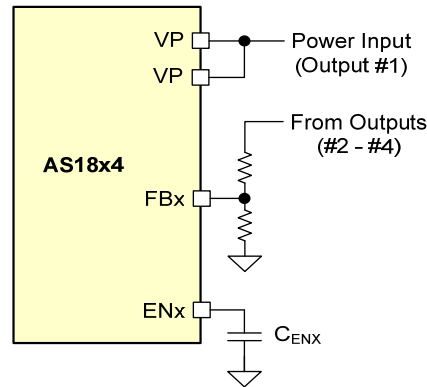 VP
Power Input
(Output #1)
VP
From Outputs
(#2 - #4)
AS18x4
FBx
ENx
CENX